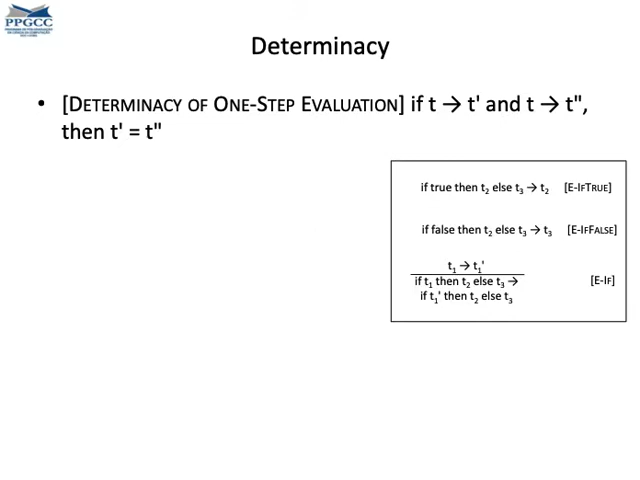 PPGCC
Determinacy
• [DETERMINACY OF ONE-STEP EVALUATION] if t → t' and t → t",
then t' = t"
if true then t₂ else t₃ → t₂ [E-IFTRUE]
if false then t₂ else t₃ → t₃ [E-IFFALSE]
t₁ → t₁'
if t₁ then t₂ else t₃ → [E-IF]
if t₁' then t₂ else t₃